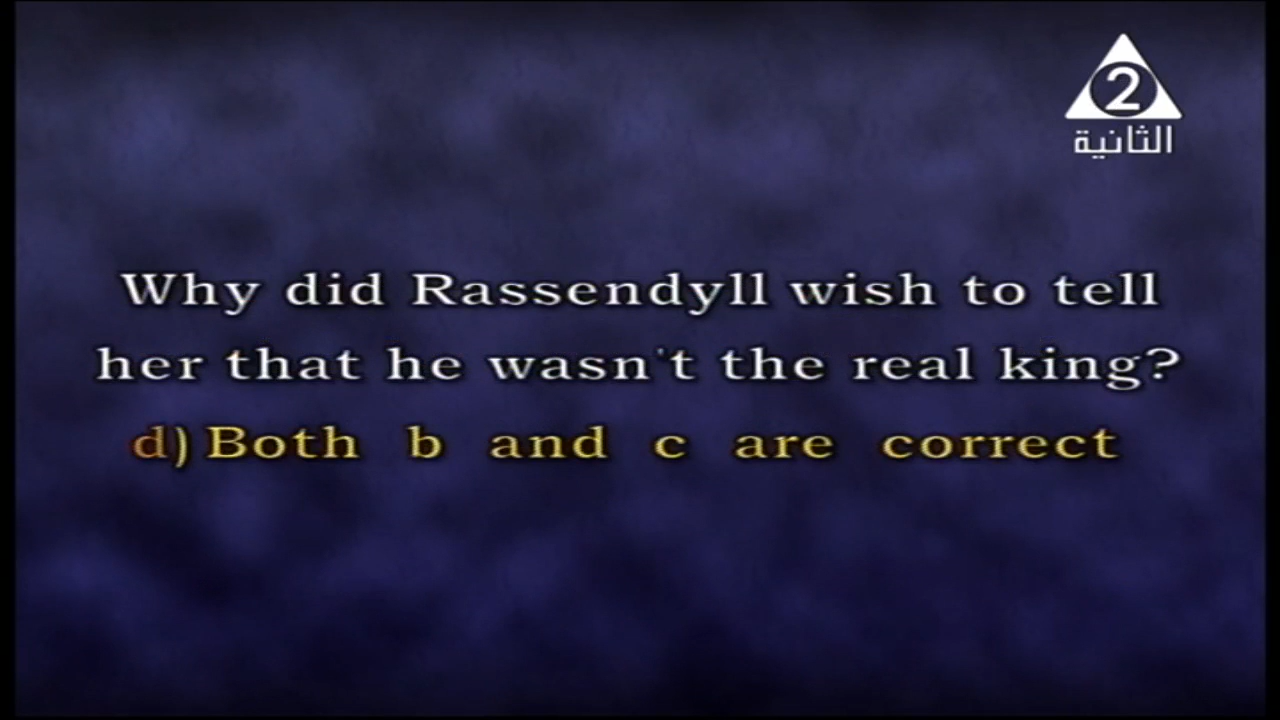 2
الثانية
Why did Rassendyll wish to tell
her that he wasn't the real king?
d) Both b and c are correct